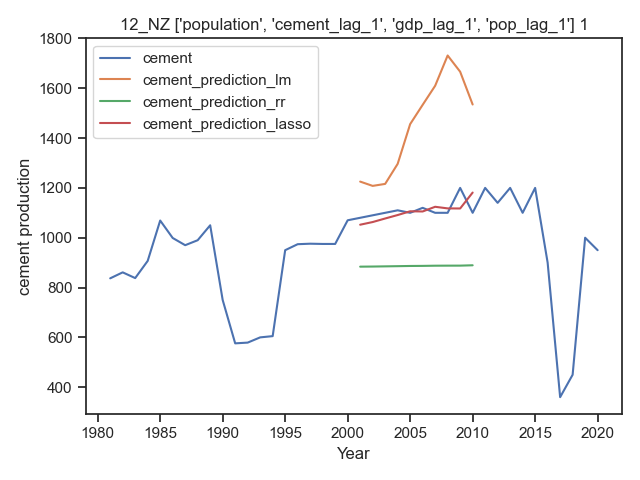 12_NZ ['population', 'cement_lag_1', 'gdp_lag_1', 'pop_lag_1'] 1
cement
cement_prediction_lm
cement_prediction_rr
cement_prediction_lasso
cement production
1800
1600
1400
1200
1000
800
600
400
1980 1985 1990 1995 2000 2005 2010 2015 2020
Year